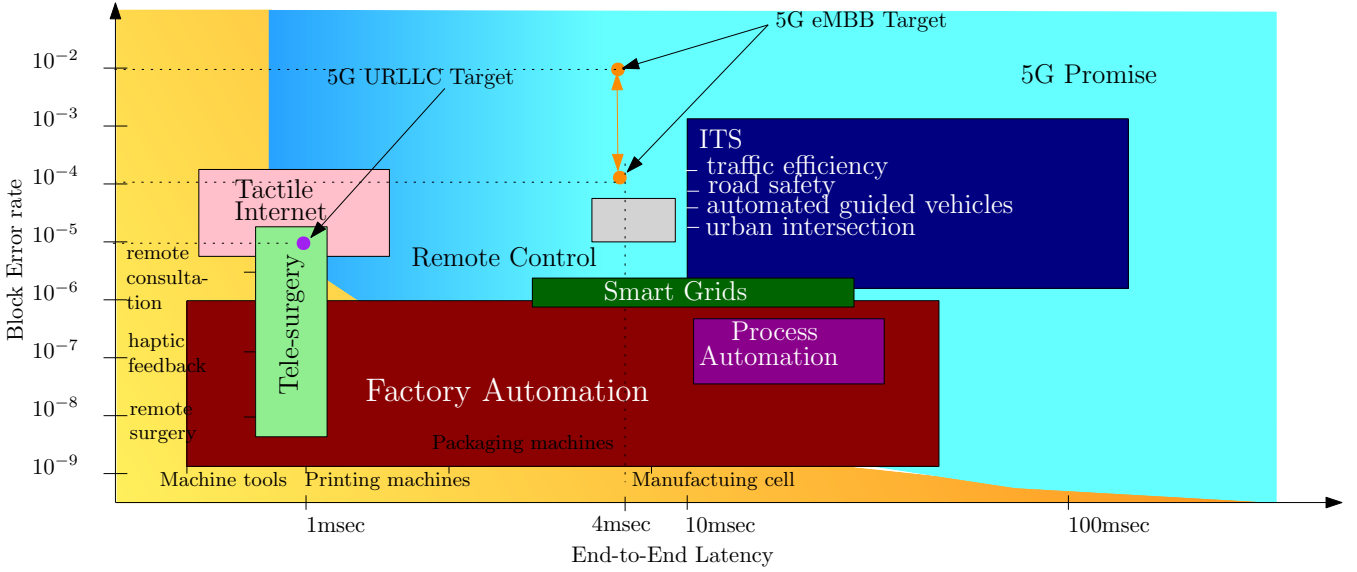 5G eMBB Target
10⁻²
5G URLLC Target
5G Promise
10⁻³
ITS
traffic efficiency
10⁻⁴
road safety
Tactile
Internet
automated guided vehicles
urban intersection
10⁻⁵
remote
consulta-
tion
Remote Control
10⁻⁶
Smart Grids
Process
Automation
haptic
feedback
10⁻⁷
Tele-surgery
Factory Automation
10⁻⁸
remote
surgery
Packaging machines
10⁻⁹
Machine tools
Printing machines
Manufactuing cell
1msec
4msec
10msec
100msec
End-to-End Latency
Block Error rate